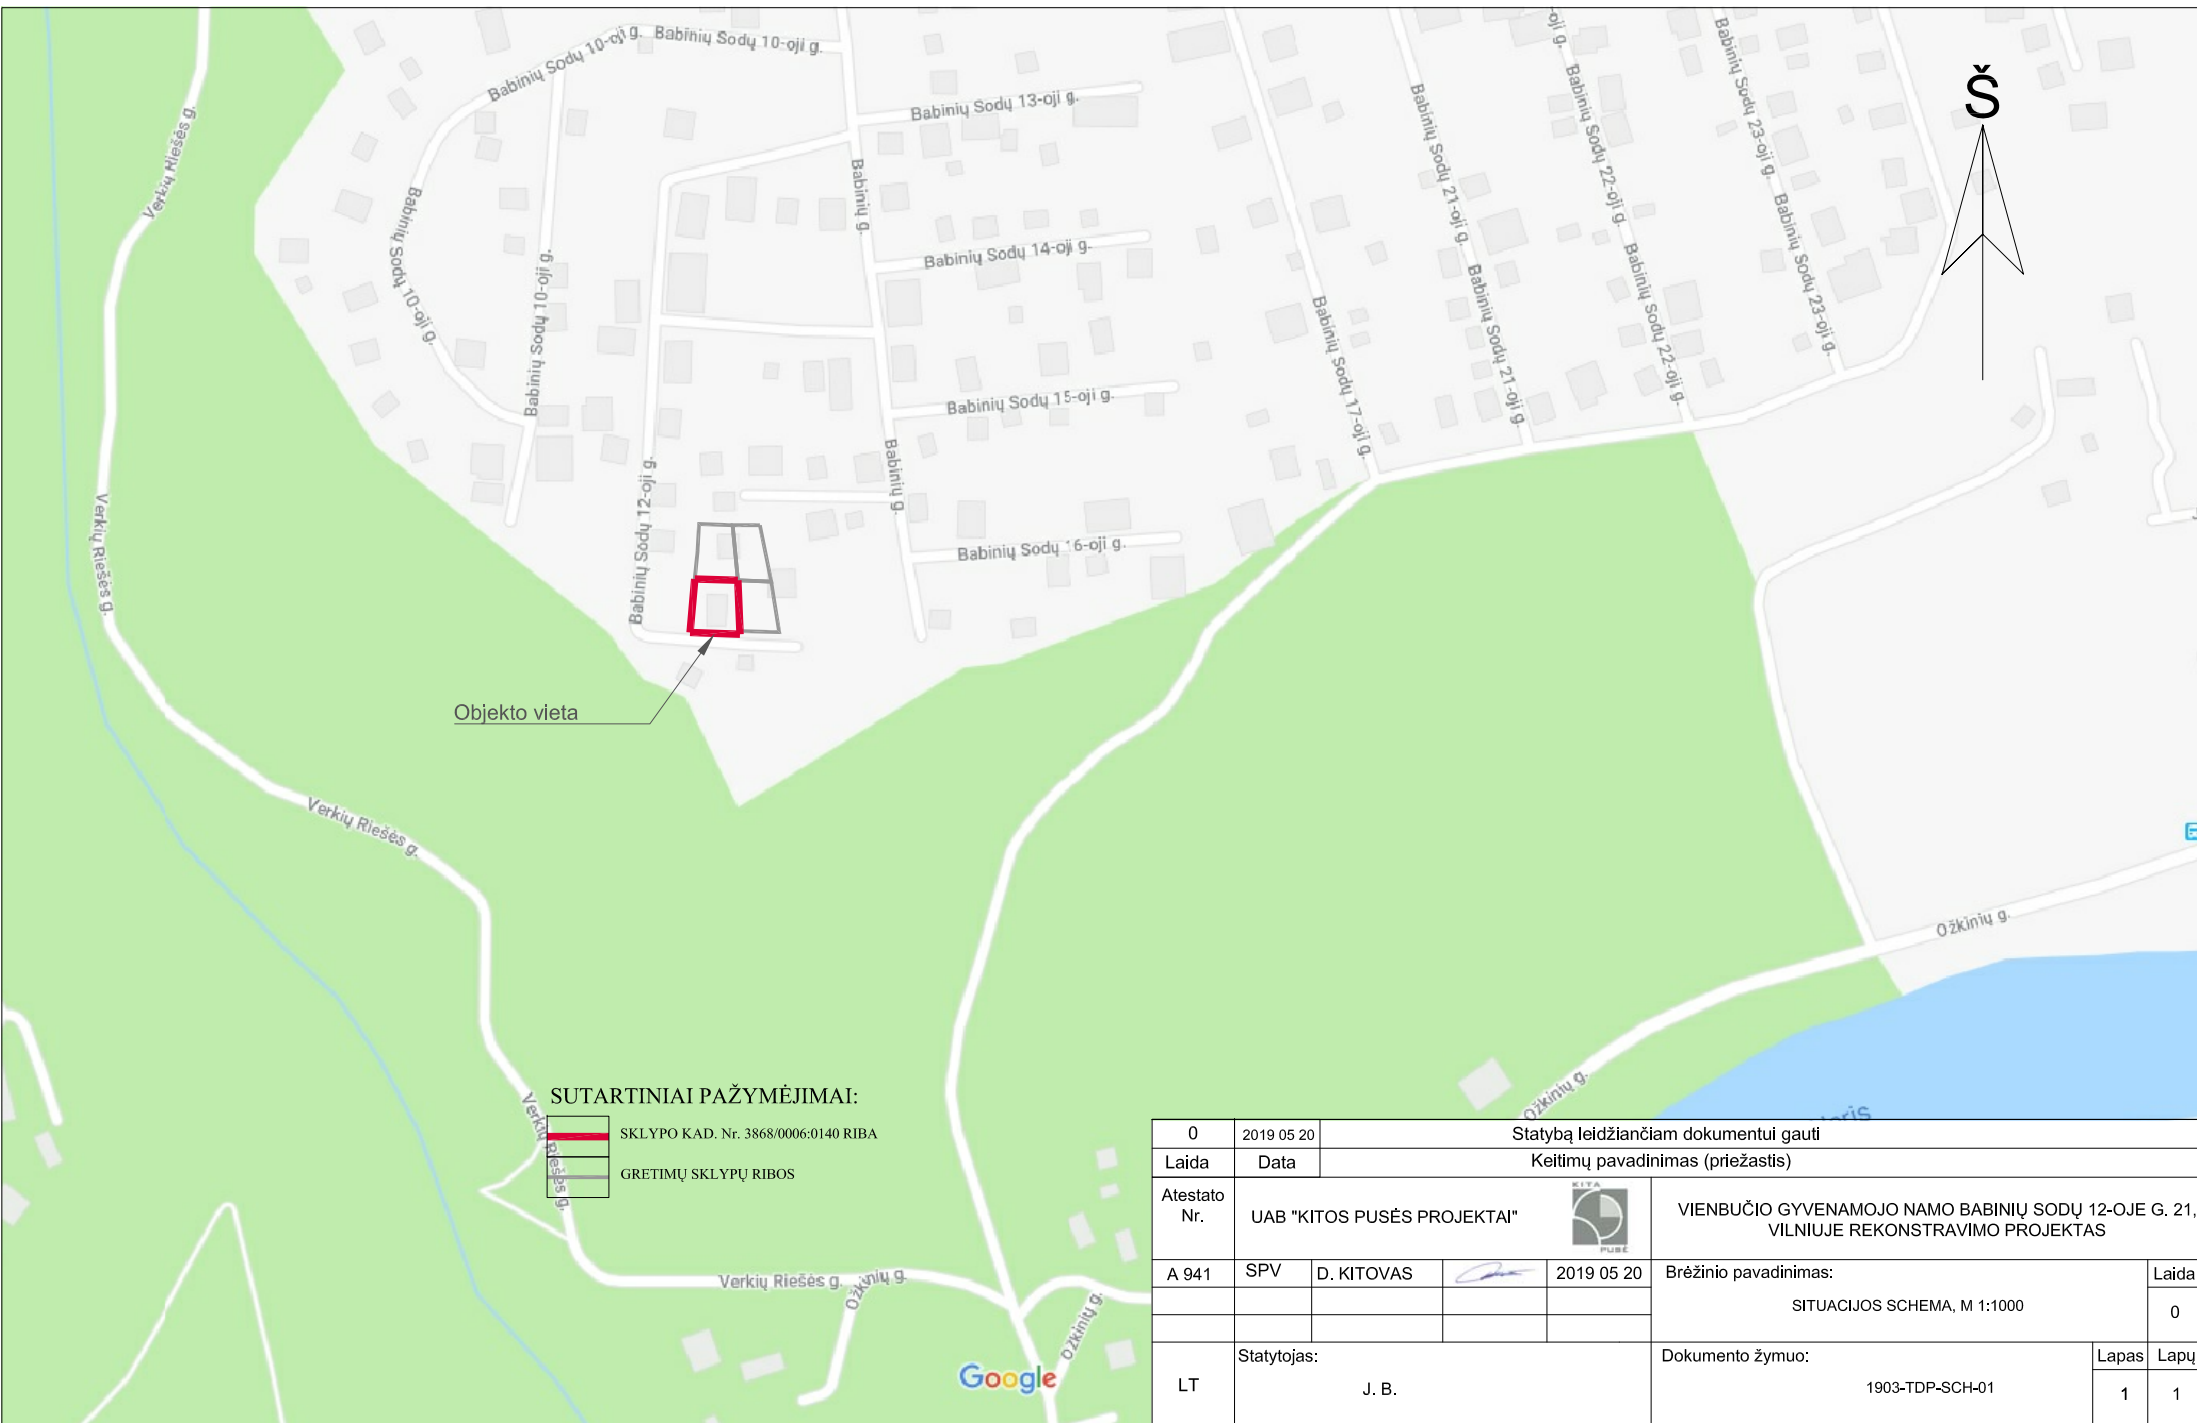 Babinių Sodų 10-oji g.
Babinių Sodų 10-oji g.
Babinių Sodų 13-oji g.
Verkių Riešės g.
Babinių Sodų 10-oji g.
Babinių Sodų 10-oji g.
Babinių g.
Babinių Sodų 14-oji g.
Babinių Sodų 15-oji g.
Babinių Sodų 17-oji g.
Babinių Sodų 21-oji g.
Babinių Sodų 21-oji g.
-oji g.
Babinių Sodų 22-oji g.
Babinių Sodų 22-oji g.
Babinių Sodų 23-oji g.
Babinių Sodų 23-oji g.
Š
Babinių Sodų 12-oji g.
Babinių g.
Babinių Sodų 16-oji g.
Verkių Riešės g.
Objekto vieta
Verkių Riešės g.
Ožkinių g.
Ožkinių g.
SUTARTINIAI PAŽYMĖJIMAI:
SKLYPO KAD. Nr. 3868/0006:0140 RIBA
GRETIMŲ SKLYPŲ RIBOS
Verkių Riešės g.
Verkių Riešės g.
Ožkinių g.
Ožkinių g.
Google
0 2019 05 20 Statybą leidžiančiam dokumentui gauti
Laida Data Keitimų pavadinimas (priežastis)
Atestato Nr.
UAB "KITOS PUSĖS PROJEKTAI"
KITA
PUSĖ
VIENBUČIO GYVENAMOJO NAMO BABINIŲ SODŲ 12-OJE G. 21,
VILNIUJE REKONSTRAVIMO PROJEKTAS
A 941 SPV D. KITOVAS 2019 05 20
Brėžinio pavadinimas:
SITUACIJOS SCHEMA, M 1:1000
Laida
0
LT
Statytojas:
J. B.
Dokumento žymuo:
1903-TDP-SCH-01
Lapas Lapų
1 1